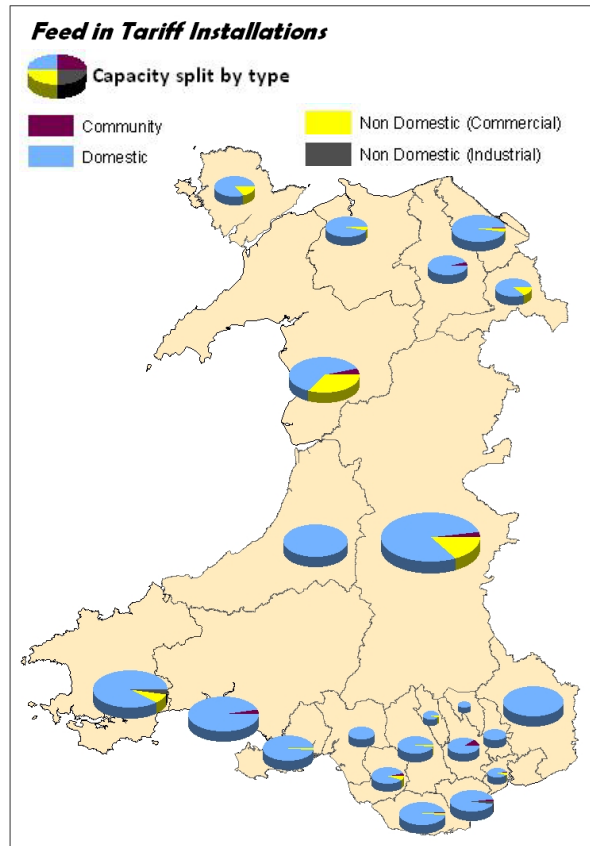 Feed in Tariff Installations
Capacity split by type
Community
Domestic
Non Domestic (Commercial)
Non Domestic (Industrial)